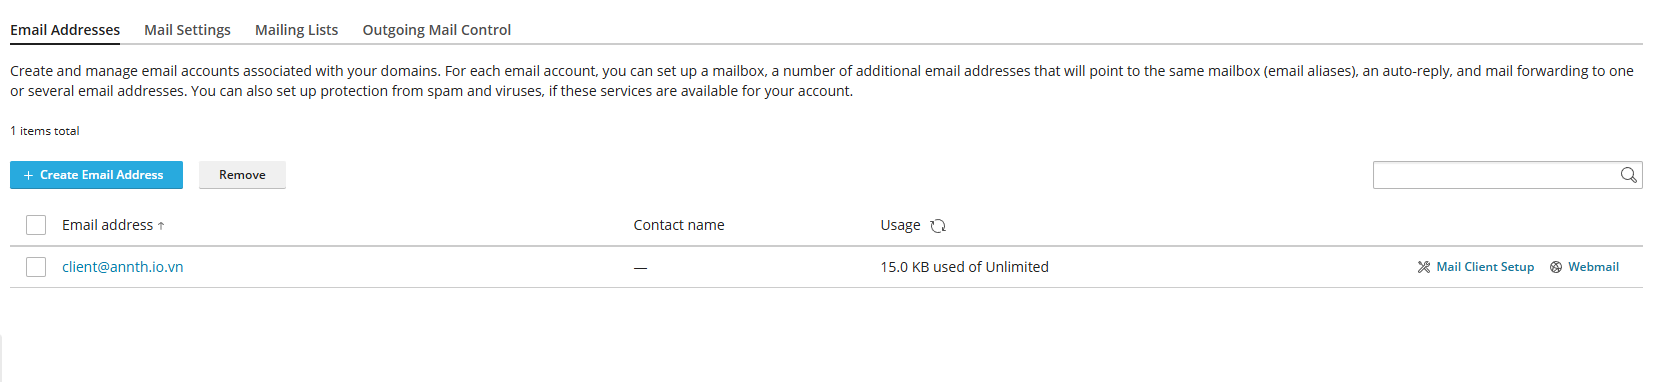 Email Addresses Mail Settings Mailing Lists Outgoing Mail Control
Create and manage email accounts associated with your domains. For each email account, you can set up a mailbox, a number of additional email addresses that will point to the same mailbox (email aliases), an auto-reply, and mail forwarding to one
or several email addresses. You can also set up protection from spam and viruses, if these services are available for your account.
1 items total
+ Create Email Address Remove
Email address ↑ Contact name Usage
client@annth.io.vn — 15.0 KB used of Unlimited Mail Client Setup Webmail